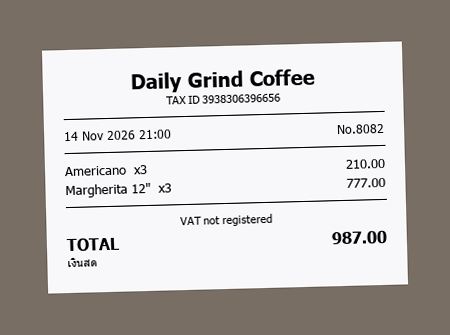 Daily Grind Coffee
TAX ID 3938306396656
14 Nov 2026 21:00 No.8082
Americano x3 210.00
Margherita 12" x3 777.00
VAT not registered
TOTAL 987.00
เงินสด